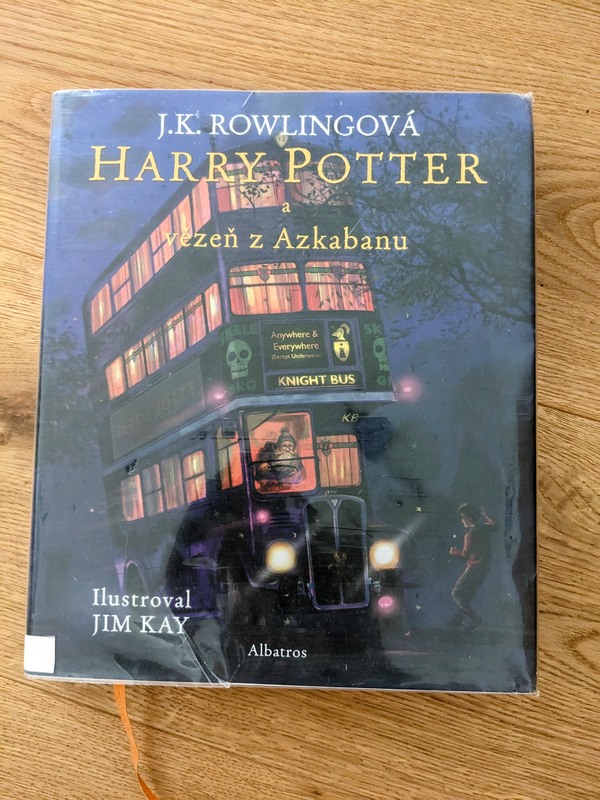 J.K. ROWLINGOVÁ
HARRY POTTER
a
vězeň z Azkabanu
Anywhere &
Everywhere
(Except Underwater)
KNIGHT BUS
KB
Ilustroval
JIM KAY
Albatros